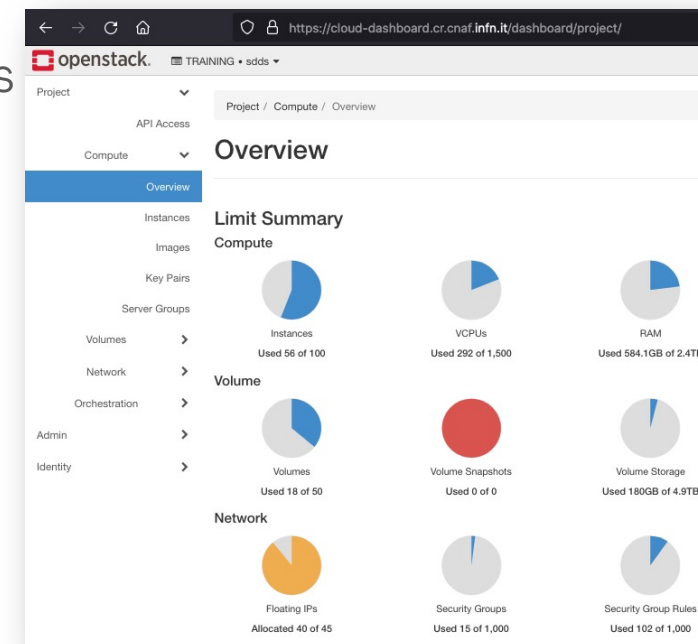 https://cloud-dashboard.cr.cnaf.infn.it/dashboard/project/
openstack. TRAINING • sdds
s
Project
API Access
Compute
Overview
Instances
Images
Key Pairs
Server Groups
Volumes
Network
Orchestration
Admin
Identity
Project / Compute / Overview
Overview
Limit Summary
Compute
Instances VCPUs RAM
Used 56 of 100 Used 292 of 1,500 Used 584.1GB of 2.4T
Volume
Volumes Volume Snapshots Volume Storage
Used 18 of 50 Used 0 of 0 Used 180GB of 4.9TB
Network
Floating IPs Security Groups Security Group Rules
Allocated 40 of 45 Used 15 of 1,000 Used 102 of 1,000